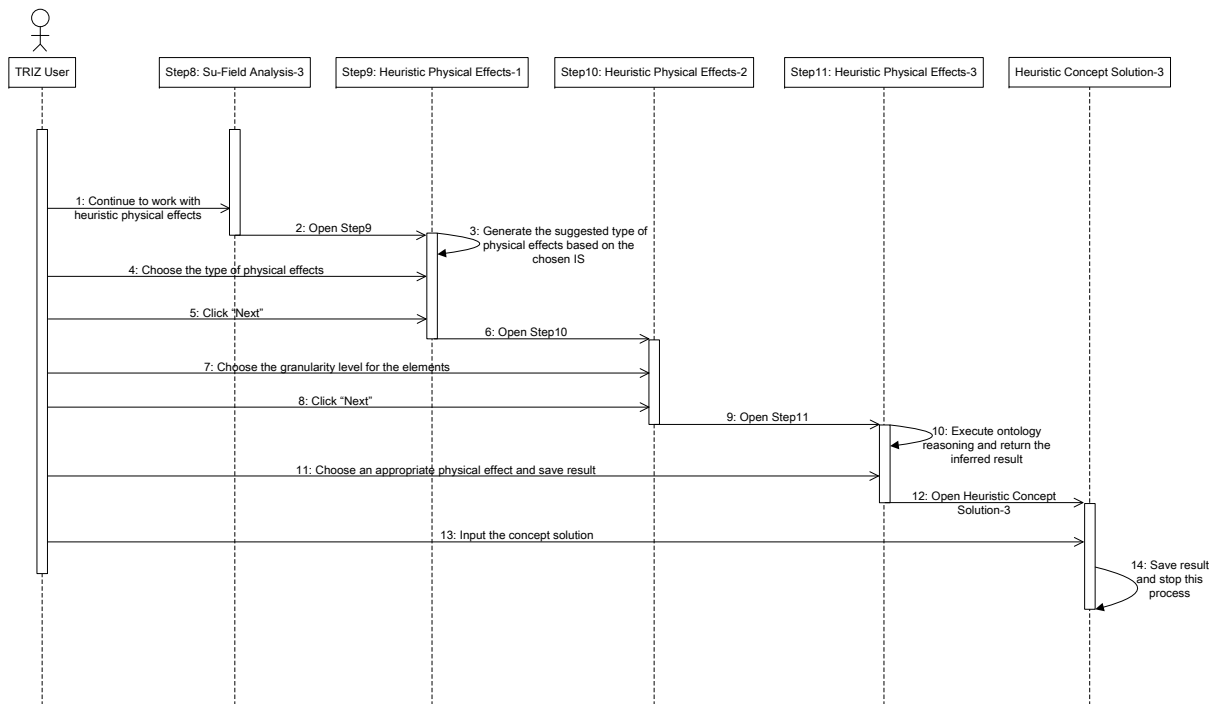 TRIZ User
Step8: Su-Field Analysis-3
Step9: Heuristic Physical Effects-1
Step10: Heuristic Physical Effects-2
Step11: Heuristic Physical Effects-3
Heuristic Concept Solution-3
1: Continue to work with
heuristic physical effects
2: Open Step9
3: Generate the suggested type of
physical effects based on the
chosen IS
4: Choose the type of physical effects
5: Click “Next”
6: Open Step10
7: Choose the granularity level for the elements
8: Click “Next”
9: Open Step11
10: Execute ontology
reasoning and return the
inferred result
11: Choose an appropriate physical effect and save result
12: Open Heuristic Concept
Solution-3
13: Input the concept solution
14: Save result
and stop this
process